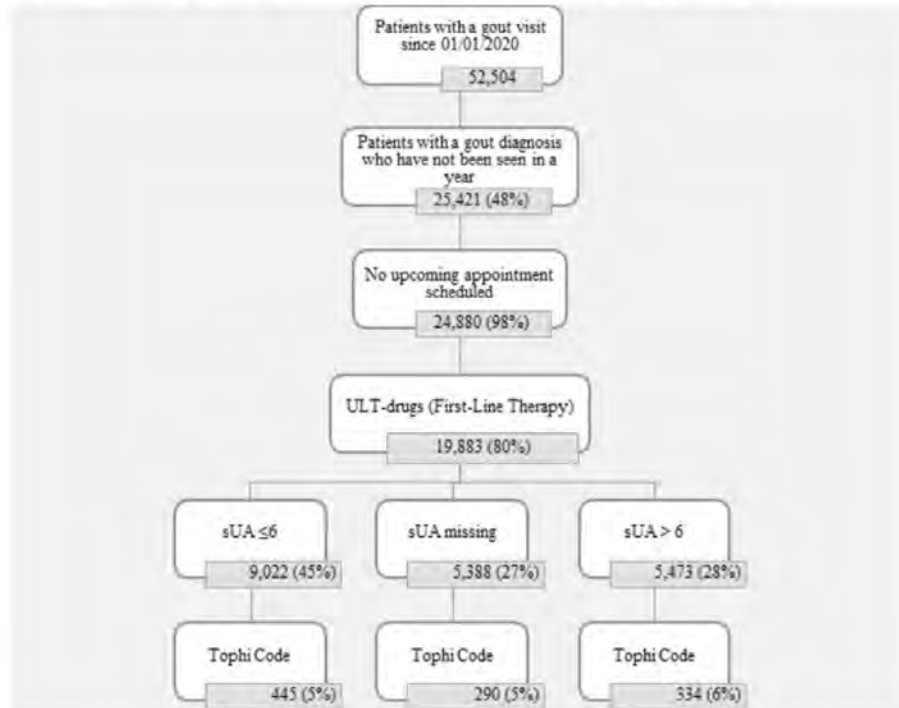 Patients with a gout visit
since 01/01/2020
52,504
Patients with a gout diagnosis
who have not been seen in a
year
25,421 (48%)
No upcoming appointment
scheduled
24,880 (98%)
ULT-drugs (First-Line Therapy)
19,883 (80%)
sUA ≤6
9,022 (45%)
sUA missing
5,388 (27%)
sUA > 6
5,473 (28%)
Tophi Code
445 (5%)
Tophi Code
290 (5%)
Tophi Code
334 (6%)